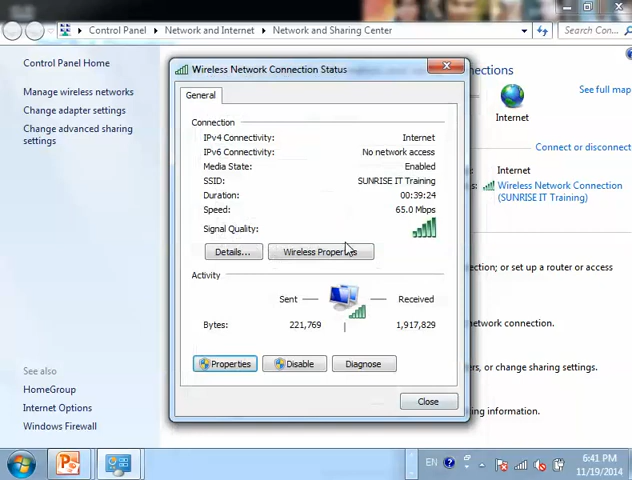 Control Panel
Network and Internet
Network and Sharing Center
Search Con...
Control Panel Home
Manage wireless networks
Change adapter settings
Change advanced sharing
settings
See also
HomeGroup
Internet Options
Windows Firewall
Wireless Network Connection Status
General
Connection
IPv4 Connectivity: Internet
IPv6 Connectivity: No network access
Media State: Enabled
SSID: SUNRISE IT Training
Duration: 00:39:24
Speed: 65.0 Mbps
Signal Quality:
Details... Wireless Properties
Activity
Sent Received
Bytes: 221,769 1,917,829
Properties Disable Diagnose
Close
See full map
Internet
Connect or disconnect
Internet
Wireless Network Connection
(SUNRISE IT Training)
ction; or set up a router or access
network connection.
rs, or change sharing settings.
ng information.
EN
6:41 PM
11/19/2014